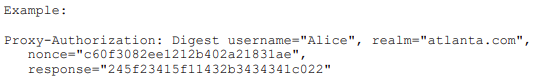 Example:
Proxy-Authorization: Digest username="Alice", realm="atlanta.com",
nonce="c60f3082ee1212b402a21831ae",
response="245f23415f11432b3434341c022"